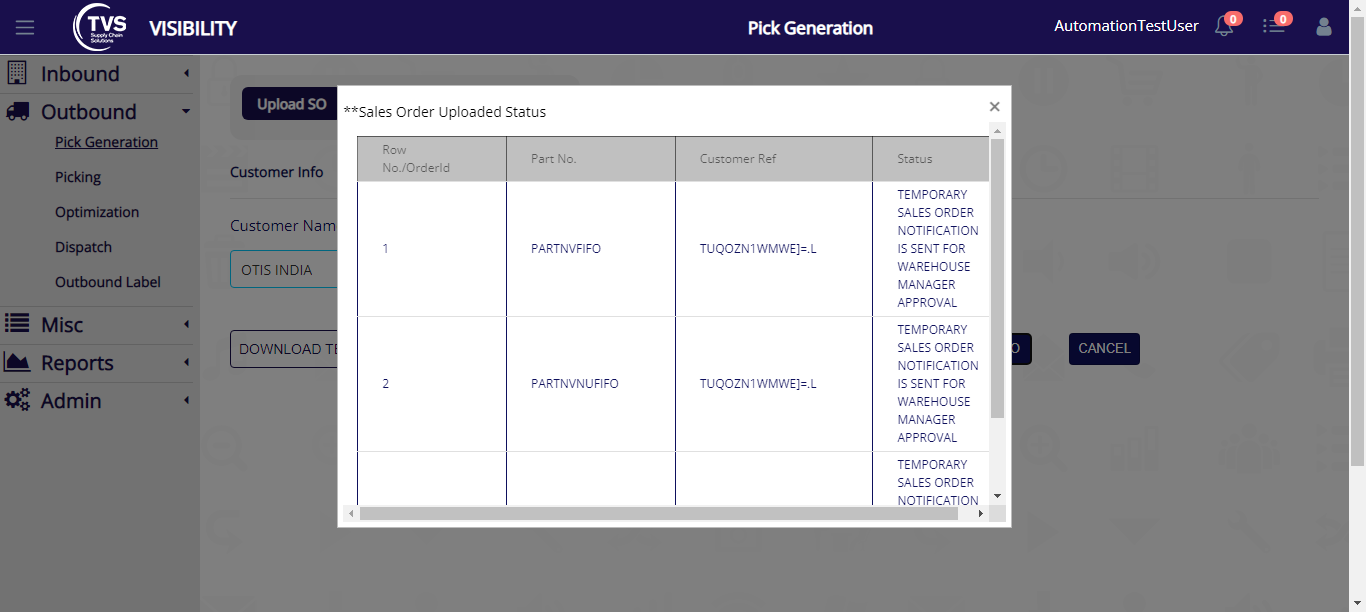 TVS
Supply Chain
Solutions
VISIBILITY
Pick Generation
AutomationTestUser
0
0
Inbound
Outbound
Pick Generation
Picking
Optimization
Dispatch
Outbound Label
Misc
Reports
Admin
Upload SO
Customer Info
Customer Nam
OTIS INDIA
DOWNLOAD TE
O
CANCEL
**Sales Order Uploaded Status
×
Row
No./OrderId
Part No.
Customer Ref
Status
1
PARTNVFIFO
TUQOZN1WMWE]=.L
TEMPORARY
SALES ORDER
NOTIFICATION
IS SENT FOR
WAREHOUSE
MANAGER
APPROVAL
2
PARTNVNUFIFO
TUQOZN1WMWE]=.L
TEMPORARY
SALES ORDER
NOTIFICATION
IS SENT FOR
WAREHOUSE
MANAGER
APPROVAL
TEMPORARY
SALES ORDER
NOTIFICATION